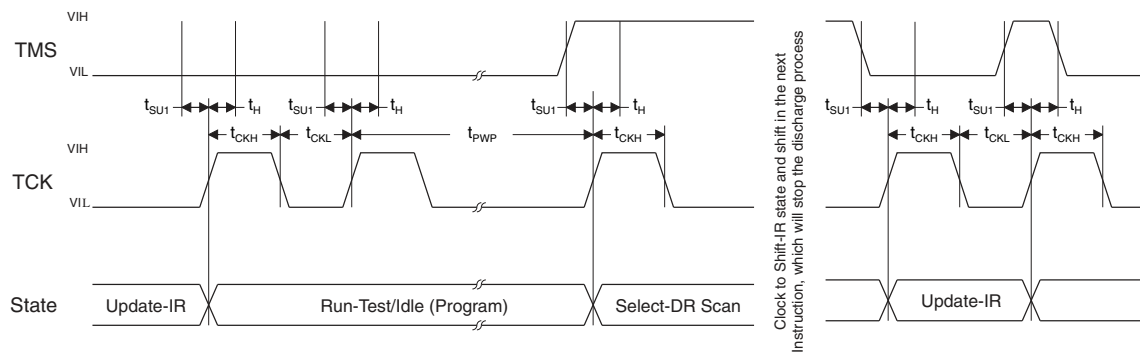 VIH
TMS
VIL
tSU1 tH tSU1 tH tSU1 tH tSU1 tH tSU1 tH
tCKH tCKL tPWP tCKH tCKH tCKL tCKH
VIH
TCK
VIL
State
Update-IR
Run-Test/Idle (Program)
Select-DR Scan
Clock to Shift-IR state and shift in the next
Instruction, which will stop the discharge process
Update-IR